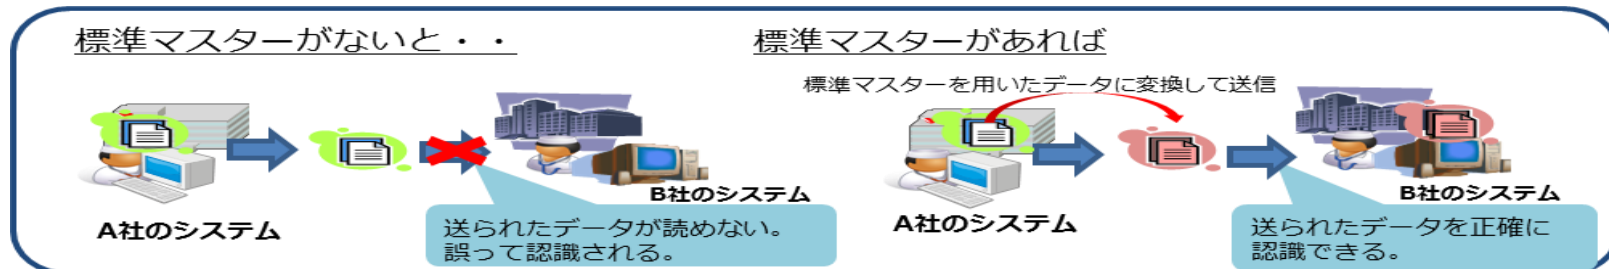 標準マスターがないと・・
A社のシステム
B社のシステム
送られたデータが読めない。
誤って認識される。
標準マスターがあれば
標準マスターを用いたデータに変換して送信
A社のシステム
B社のシステム
送られたデータを正確に
認識できる。